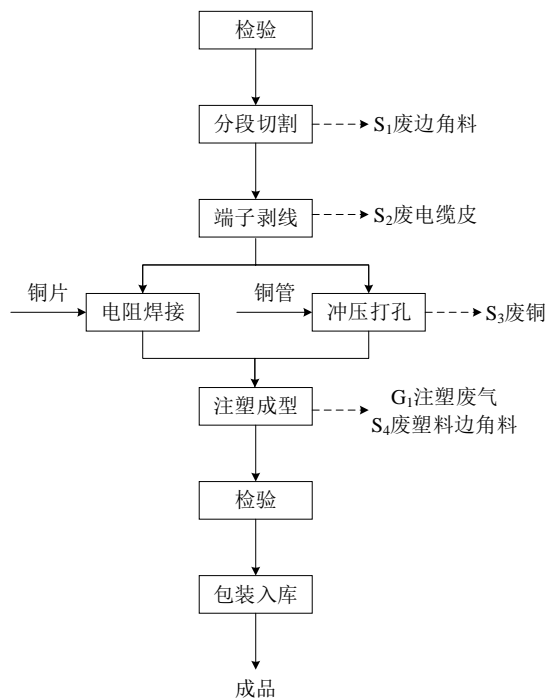 检验
分段切割
S₁废边角料
端子剥线
S₂废电缆皮
铜片
电阻焊接
铜管
冲压打孔
S₃废铜
注塑成型
G₁注塑废气
S₄废塑料边角料
检验
包装入库
成品